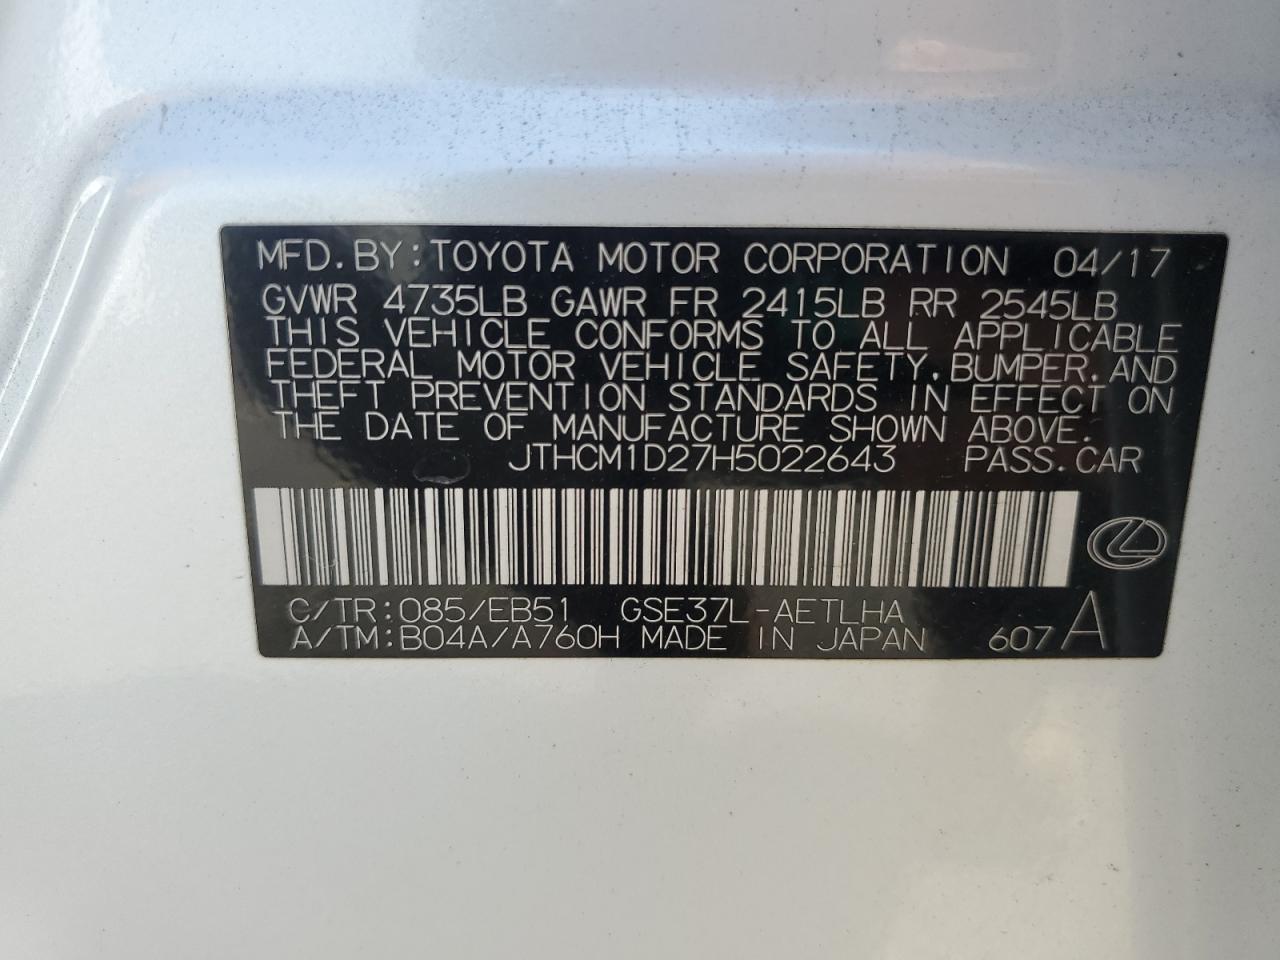 MFD. BY: TOYOTA MOTOR CORPORATION 04/17
GVWR 4735LB GAWR FR 2415LB RR 2545LB
THIS VEHICLE CONFORMS TO ALL APPLICABLE
FEDERAL MOTOR VEHICLE SAFETY, BUMPER, AND
THEFT PREVENTION STANDARDS IN EFFECT ON
THE DATE OF MANUFACTURE SHOWN ABOVE.
JTHCM1D27H5022643 PASS. CAR
C/TR: 085/EB51 GSE37L-AETLHA
A/TM: B04A/A760H MADE IN JAPAN 607 A